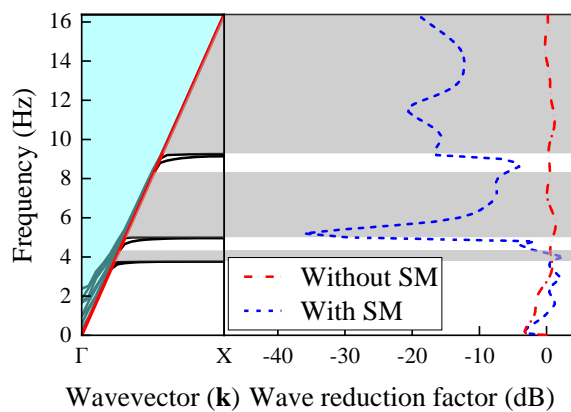 16
14
12
10
8
6
4
2
0
Frequency (Hz)
Without SM
With SM
Γ X -40 -30 -20 -10 0
Wavevector (k) Wave reduction factor (dB)